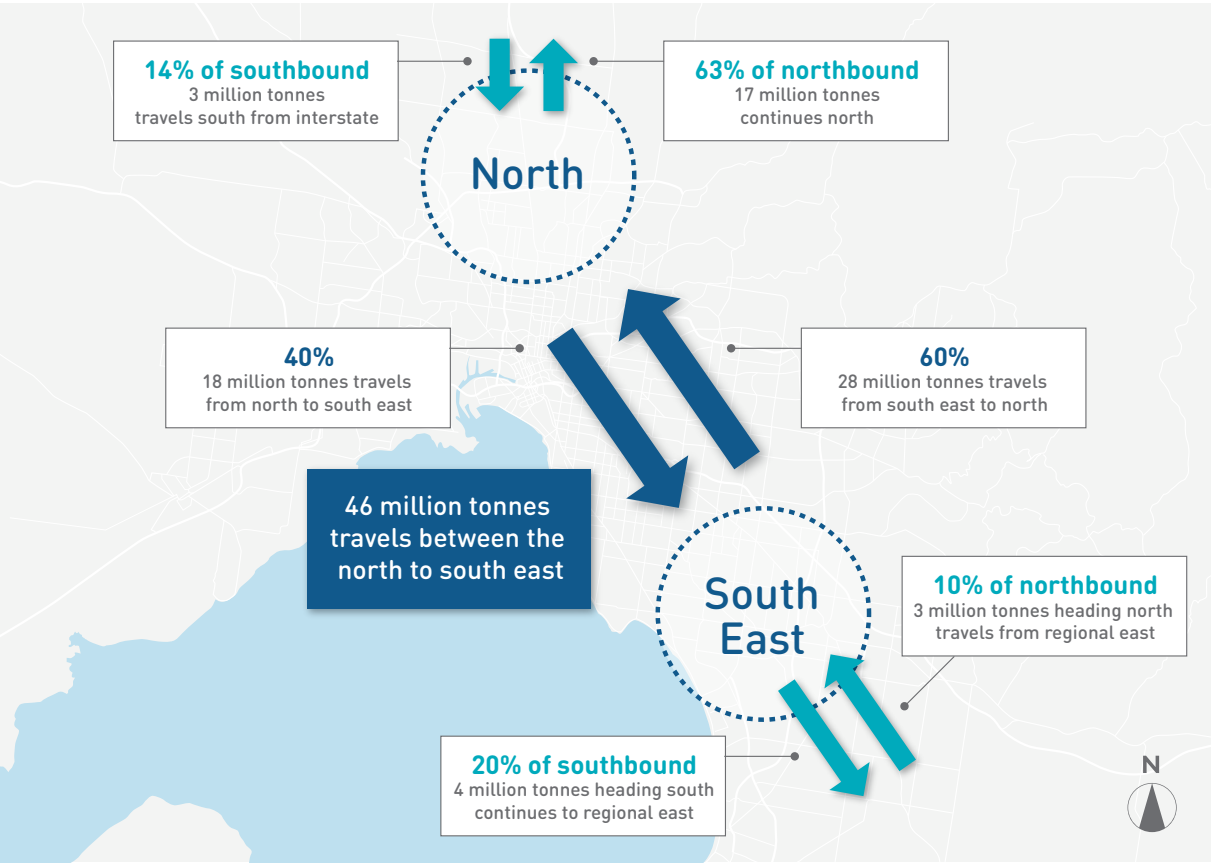 14% of southbound
3 million tonnes
travels south from interstate
63% of northbound
17 million tonnes
continues north
North
40%
18 million tonnes travels
from north to south east
60%
28 million tonnes travels
from south east to north
46 million tonnes
travels between the
north to south east
South
East
10% of northbound
3 million tonnes heading north
travels from regional east
20% of southbound
4 million tonnes heading south
continues to regional east
N